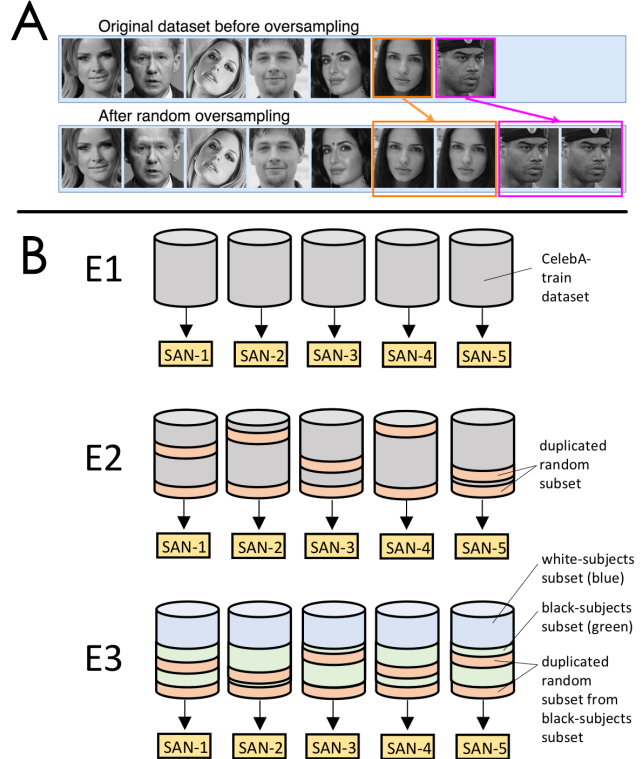 A
Original dataset before oversampling
After random oversampling
B
E1
CelebA-
train
dataset
SAN-1 SAN-2 SAN-3 SAN-4 SAN-5
E2
duplicated
random
subset
SAN-1 SAN-2 SAN-3 SAN-4 SAN-5
white-subjects
subset (blue)
black-subjects
subset (green)
E3
duplicated
random
subset from
black-subjects
subset
SAN-1 SAN-2 SAN-3 SAN-4 SAN-5